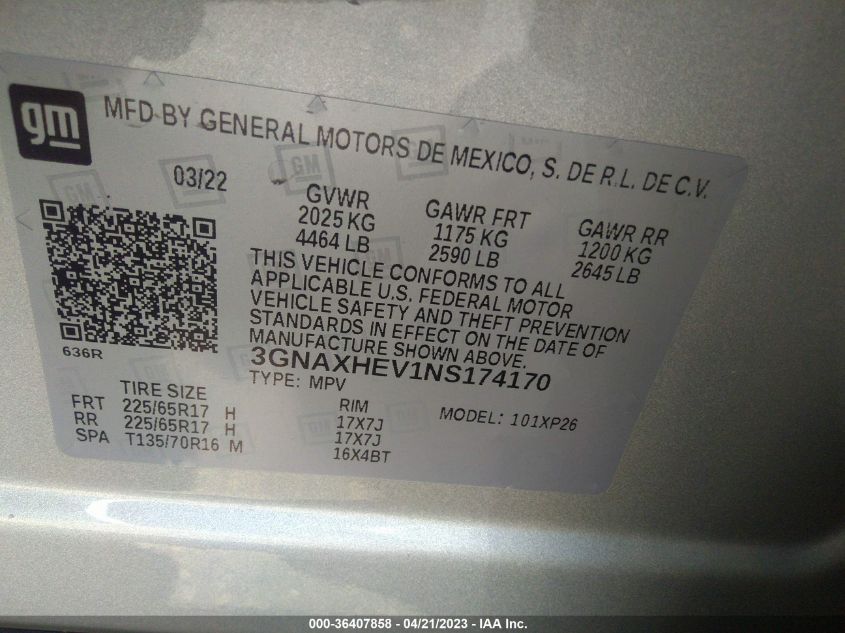 gm
MFD BY GENERAL MOTORS DE MEXICO, S. DE R.L. DE C.V.
03/22
GVWR
2025 KG
4464 LB
GAWR FRT
1175 KG
2590 LB
GAWR RR
1200 KG
2645 LB
THIS VEHICLE CONFORMS TO ALL
APPLICABLE U.S. FEDERAL MOTOR
VEHICLE SAFETY AND THEFT PREVENTION
STANDARDS IN EFFECT ON THE DATE OF
MANUFACTURE SHOWN ABOVE.
636R
3GNAXHEV1NS174170
TYPE: MPV
MODEL: 101XP26
TIRE SIZE
RIM
FRT 225/65R17 H 17X7J
RR 225/65R17 H 17X7J
SPA T135/70R16 M 16X4BT
000-36407858 - 04/21/2023 - IAA Inc.